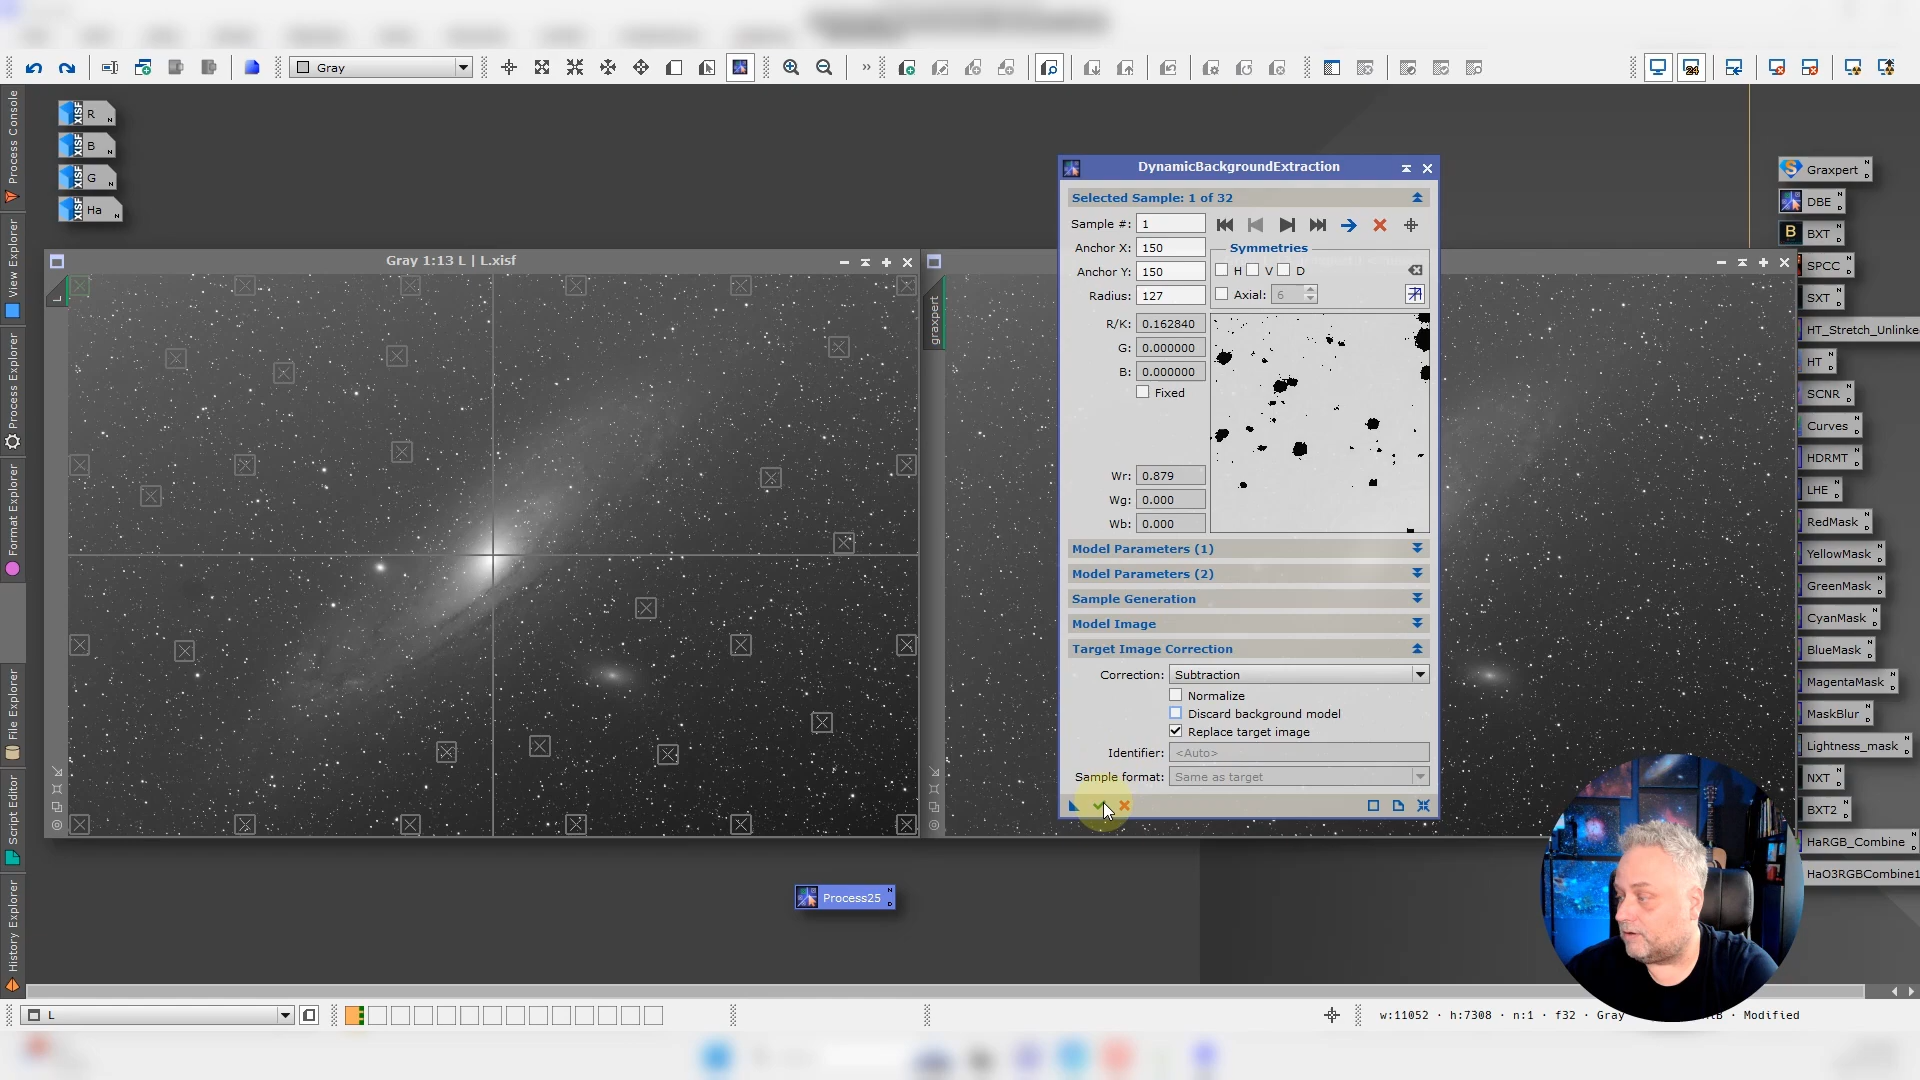 Gray
24
Process Console
View Explorer
Process Explorer
Format Explorer
File Explorer
Script Editor
History Explorer
XISF R N
XISF B N
XISF G N
XISF Ha N
Gray 1:13 L | L.xisf
L
graxpert
DynamicBackgroundExtraction
Selected Sample: 1 of 32
Sample #: 1
Anchor X: 150
Symmetries
Anchor Y: 150
H V D
Radius: 127
Axial: 6
R/K: 0.162840
G: 0.000000
B: 0.000000
Fixed
Wr: 0.879
Wg: 0.000
Wb: 0.000
Model Parameters (1)
Model Parameters (2)
Sample Generation
Model Image
Target Image Correction
Correction: Subtraction
Normalize
Discard background model
Replace target image
Identifier: <Auto>
Sample format: Same as target
Process25 N D
Graxpert N D
DBE N D
B BXT N D
SPCC N D
SXT N D
HT_Stretch_Unlinke
HT N D
SCNR N D
Curves N D
HDRMT N D
LHE N D
RedMask N D
YellowMask N D
GreenMask N D
CyanMask N D
BlueMask N D
MagentaMask N D
MaskBlur N D
Lightness_mask N D
NXT N D
BXT2 N D
HaRGB_Combine N D
HaO3RGBCombine1
L
w:11052 · h:7308 · n:1 · f32 · Gray
· Modified